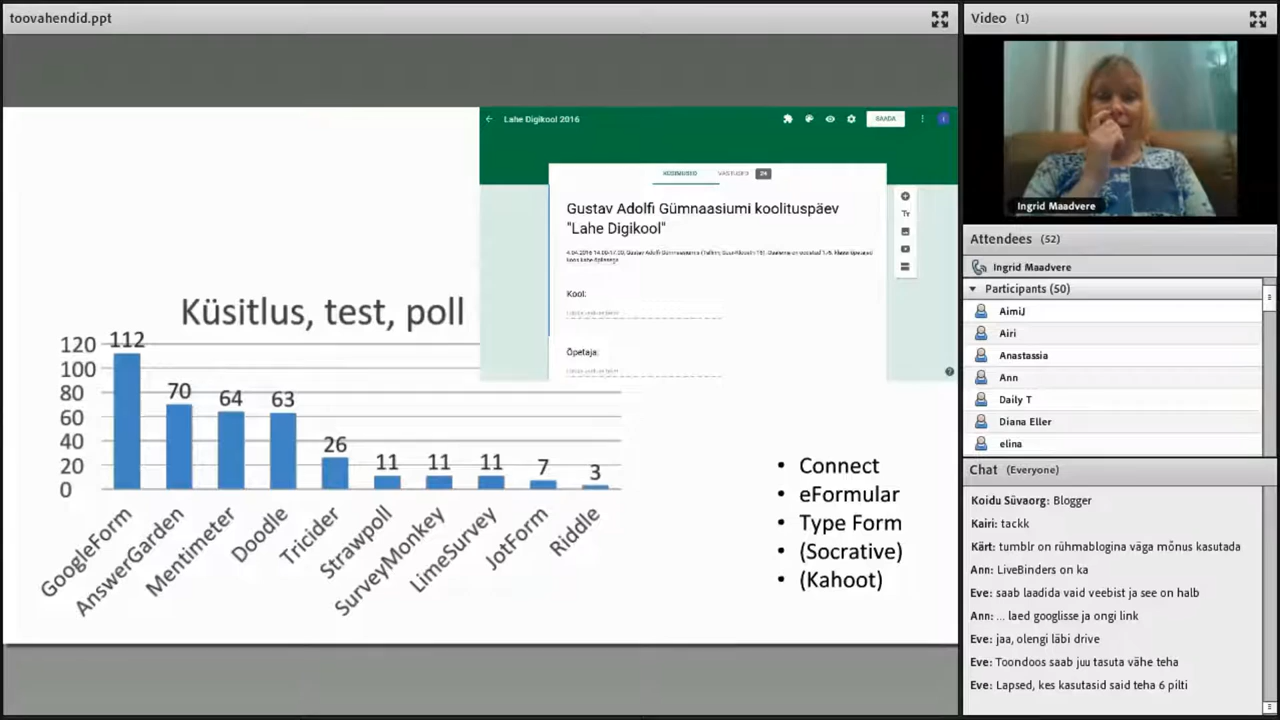 toovahendid.ppt
Lahe Digikool 2016
SAADA
KÜSIMUSED
VASTUSED 24
Gustav Adolfi Gümnaasiumi koolituspäev
"Lahe Digikool"
Kool:
Õpetaja:
Tт
Küsitlus, test, poll
120
100
80
60
40
20
0
112
70
64
63
26
11
11
11
7
3
GoogleForm
AnswerGarden
Mentimeter
Doodle
Tricider
Strawpoll
SurveyMonkey
LimeSurvey
JotForm
Riddle
• Connect
• eFormular
• Type Form
• (Socrative)
• (Kahoot)
Video (1)
Ingrid Maadvere
Attendees (52)
Ingrid Maadvere
Participants (50)
AimiJ
Airi
Anastassia
Ann
Daily T
Diana Eller
elina
Chat (Everyone)
Koidu Süvaorg: Blogger
Kairi: tackk
Kärt: tumblr on rühmablogina väga mõnus kasutada
Ann: LiveBinders on ka
Eve: saab laadida vaid veebist ja see on halb
Ann: ... laed googlisse ja ongi link
Eve: jaa, olengi läbi drive
Eve: Toondoos saab juu tasuta vähe teha
Eve: Lapsed, kes kasutasid said teha 6 pilti